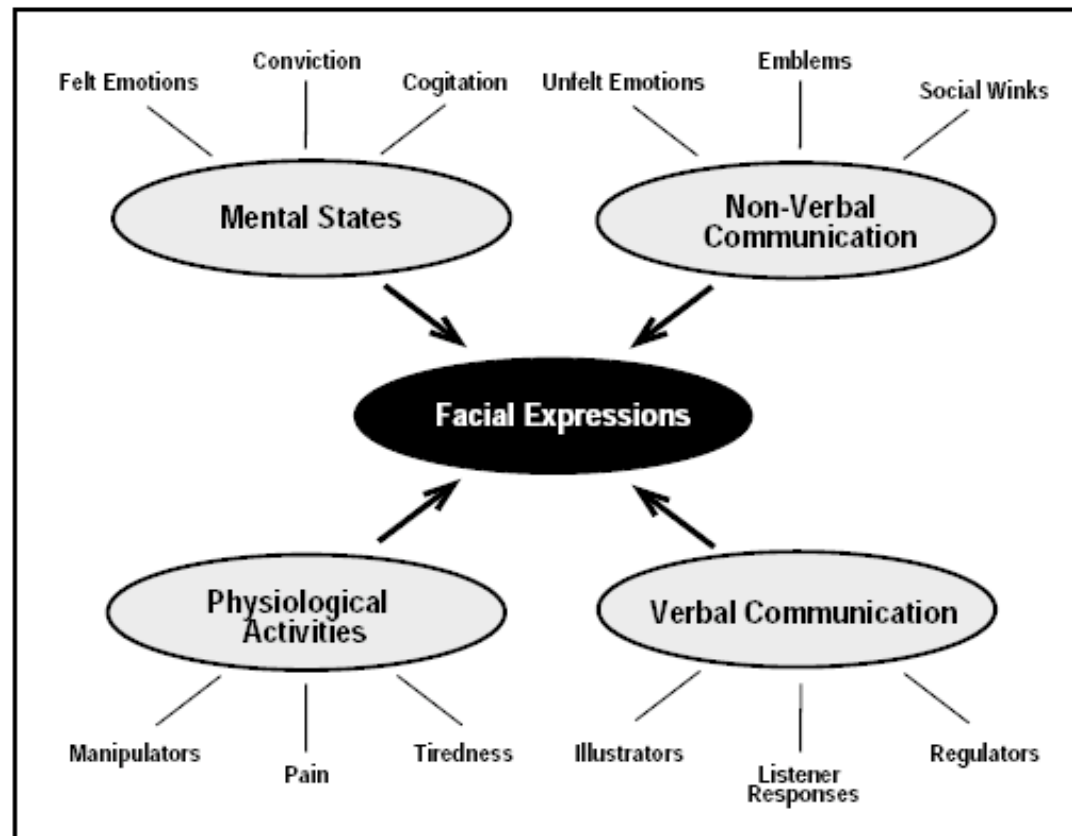 Felt Emotions
Conviction
Cogitation
Unfelt Emotions
Emblems
Social Winks
Mental States
Non-Verbal
Communication
Facial Expressions
Physiological
Activities
Verbal Communication
Manipulators
Pain
Tiredness
Illustrators
Listener
Responses
Regulators